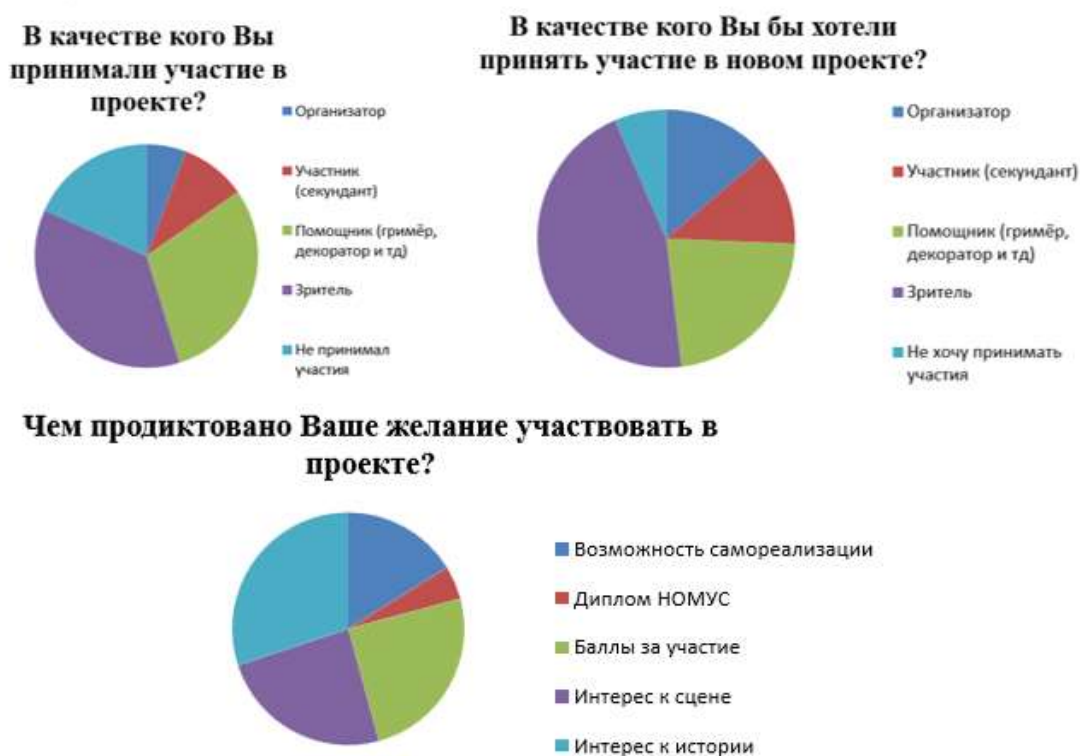 В качестве кого Вы
принимали участие в
проекте?
Организатор
Участник
(секундант)
Помощник (гримёр,
декоратор и тд)
Зритель
Не принимал
участия
В качестве кого Вы бы хотели
принять участие в новом проекте?
Организатор
Участник (секундант)
Помощник (гримёр,
декоратор и тд)
Зритель
Не хочу принимать
участия
Чем продиктовано Ваше желание участвовать в
проекте?
Возможность самореализации
Диплом НОМУС
Баллы за участие
Интерес к сцене
Интерес к истории